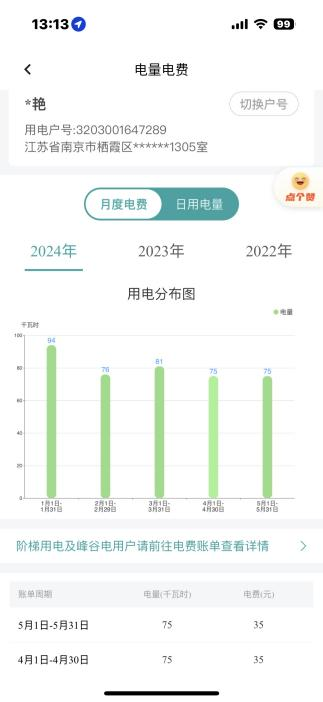 13:13
99
电量电费
*艳
切换户号
用电户号:3203001647289
江苏省南京市栖霞区******1305室
点个赞
月度电费
日用电量
2024年
2023年
2022年
用电分布图
电量
千瓦时
100
80
60
40
20
0
94
76
81
75
75
1月1日-
1月31日
2月1日-
2月29日
3月1日-
3月31日
4月1日-
4月30日
5月1日-
5月31日
阶梯用电及峰谷电用户请前往电费账单查看详情
账单周期 电量(千瓦时) 电费(元)
5月1日-5月31日 75 35
4月1日-4月30日 75 35